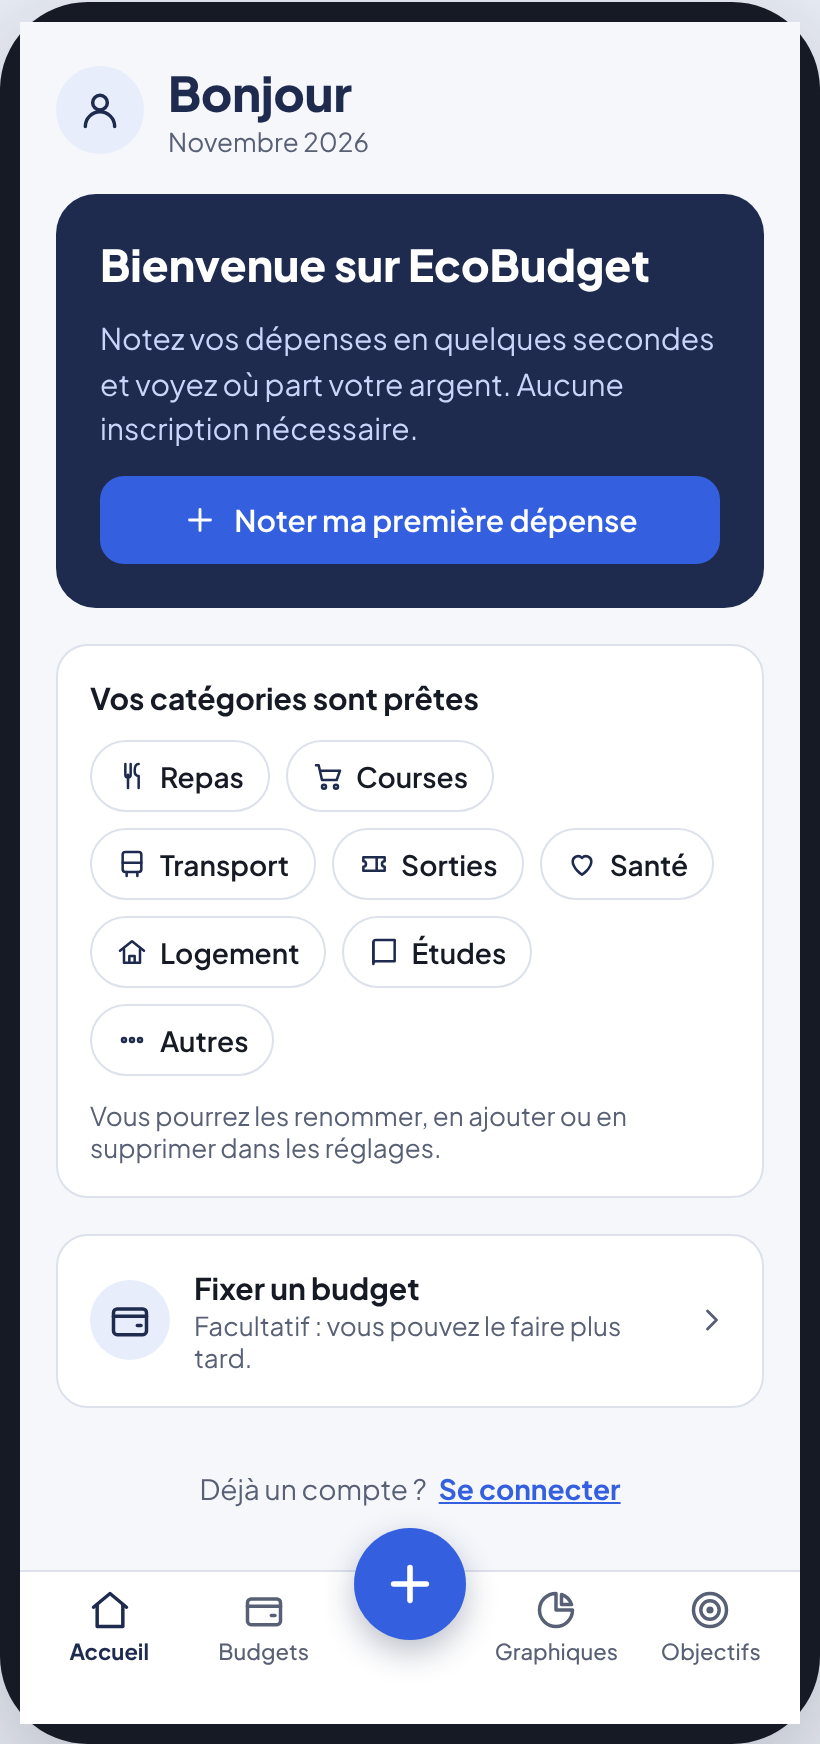 Bonjour
Novembre 2026
Bienvenue sur EcoBudget
Notez vos dépenses en quelques secondes
et voyez où part votre argent. Aucune
inscription nécessaire.
Noter ma première dépense
Vos catégories sont prêtes
Repas Courses
Transport Sorties Santé
Logement Études
Autres
Vous pourrez les renommer, en ajouter ou en
supprimer dans les réglages.
Fixer un budget
Facultatif : vous pouvez le faire plus
tard.
Déjà un compte ? Se connecter
Accueil Budgets Graphiques Objectifs